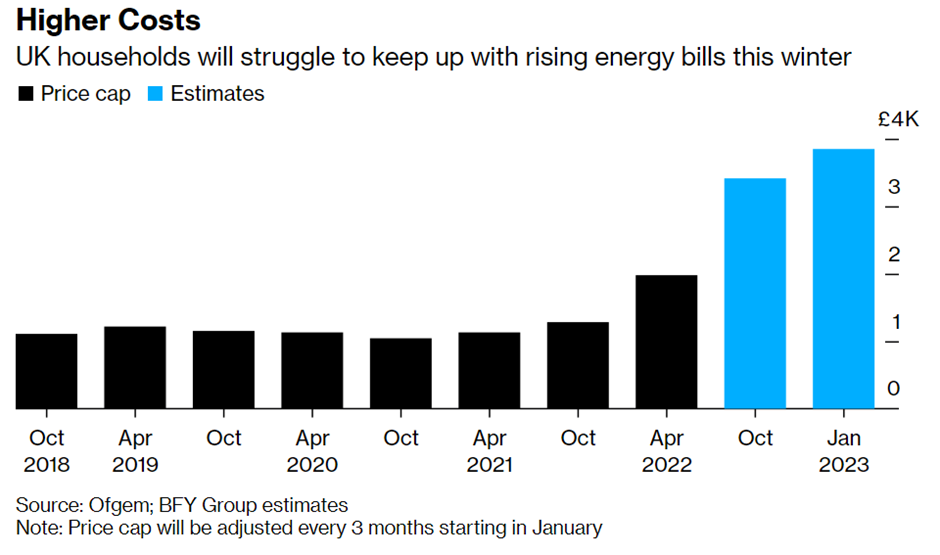 Higher Costs
UK households will struggle to keep up with rising energy bills this winter
Price cap Estimates
£4K
3
2
1
0
Oct Apr Oct Apr Oct Apr Oct Apr Oct Jan
2018 2019 2020 2021 2022 2023
Source: Ofgem; BFY Group estimates
Note: Price cap will be adjusted every 3 months starting in January